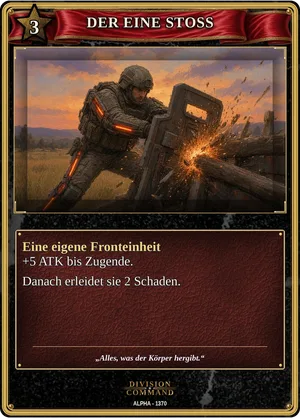 3
DER EINE STOSS
Eine eigene Fronteinheit
+5 ATK bis Zugende.
Danach erleidet sie 2 Schaden.
„Alles, was der Körper hergibt.“
DIVISION
COMMAND
ALPHA - 1370